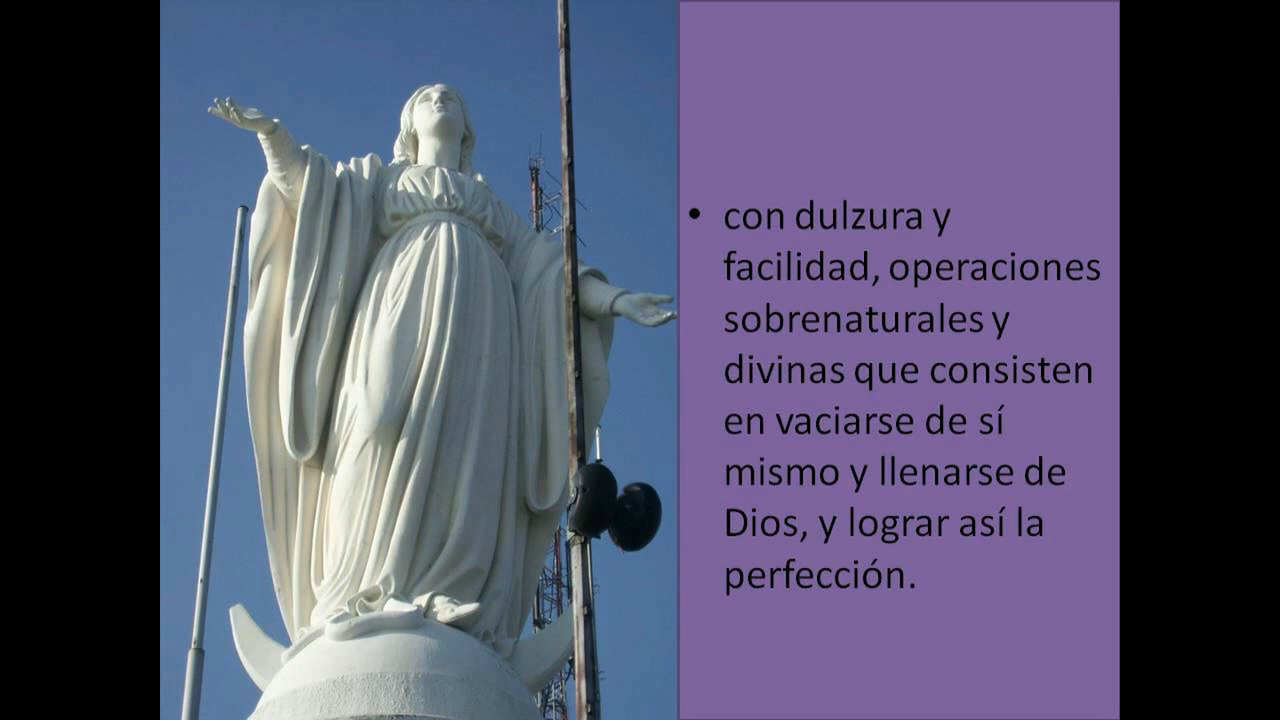 • con dulzura y
facilidad, operaciones
sobrenaturales y
divinas que consisten
en vaciarse de sí
mismo y llenarse de
Dios, y lograr así la
perfección.